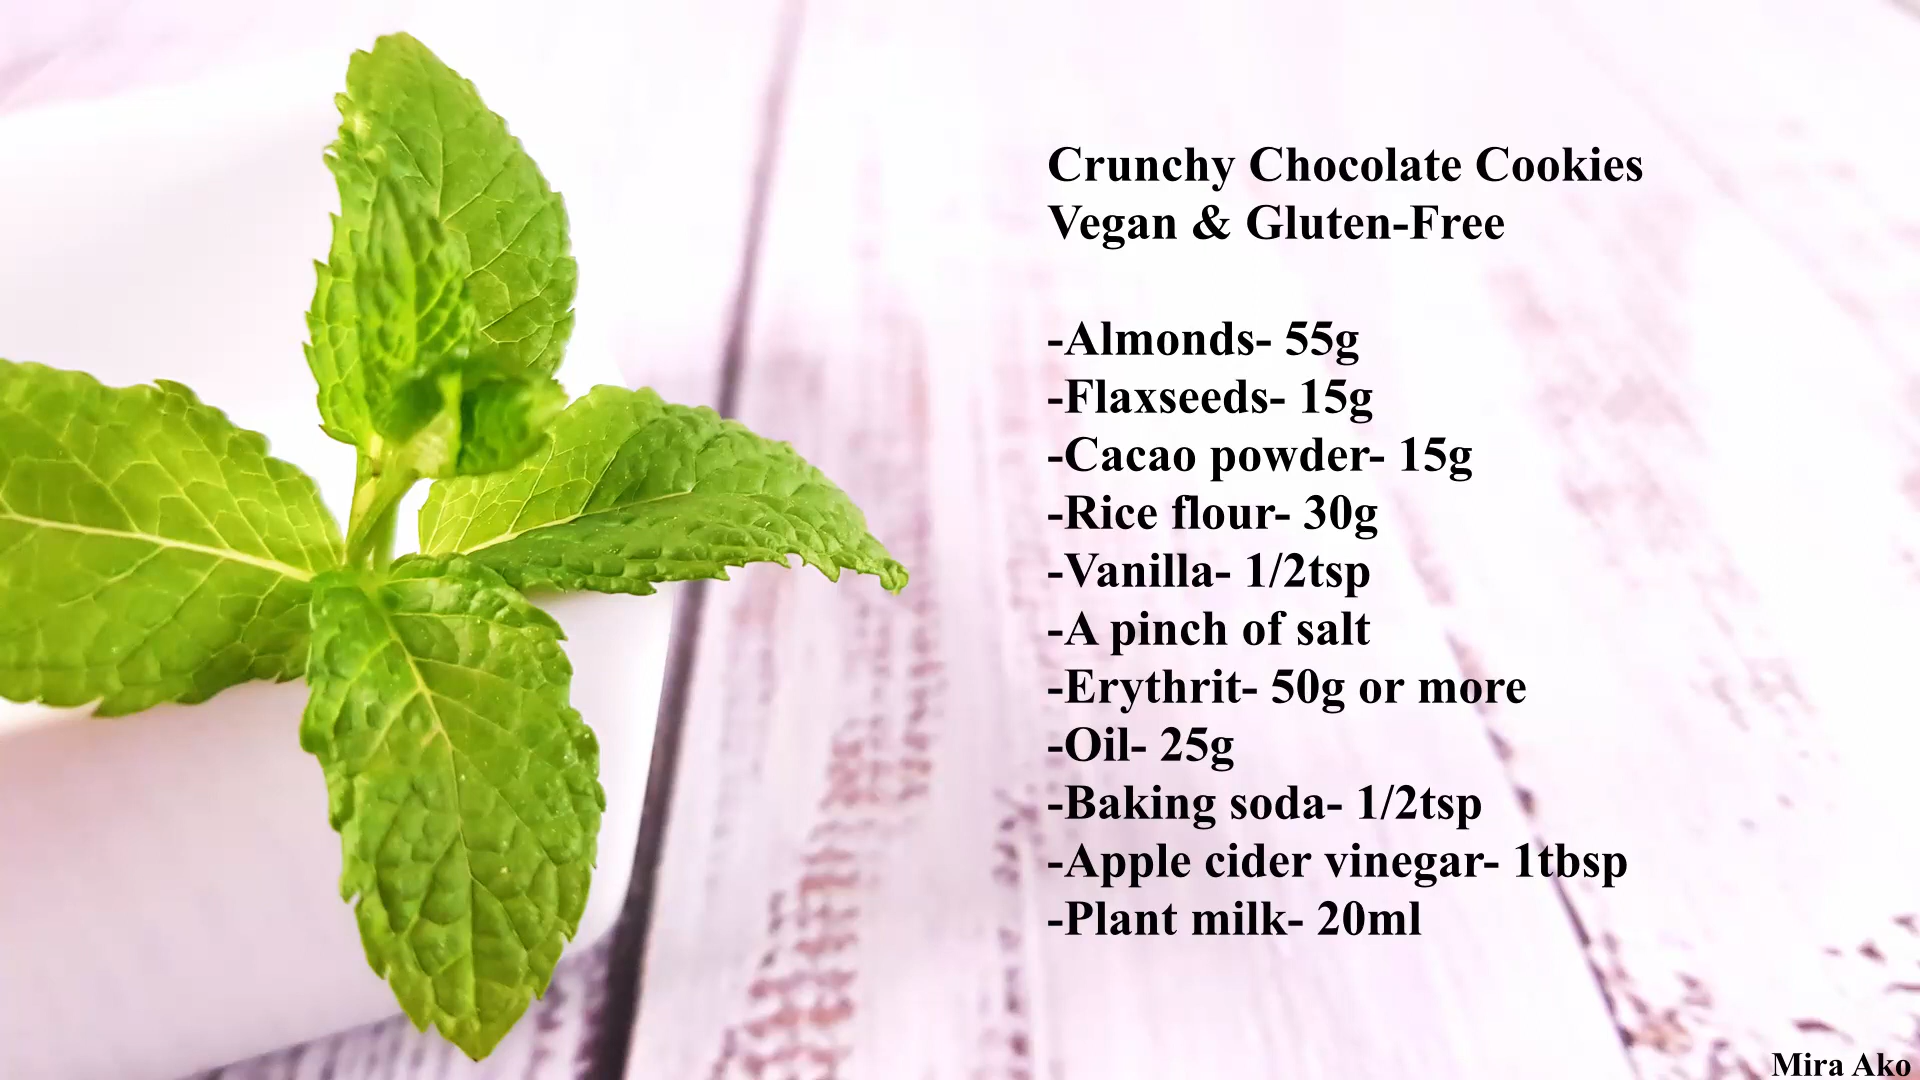 Crunchy Chocolate Cookies
Vegan & Gluten-Free
-Almonds- 55g
-Flaxseeds- 15g
-Cacao powder- 15g
-Rice flour- 30g
-Vanilla- 1/2tsp
-A pinch of salt
-Erythrit- 50g or more
-Oil- 25g
-Baking soda- 1/2tsp
-Apple cider vinegar- 1tbsp
-Plant milk- 20ml
Mira Ako